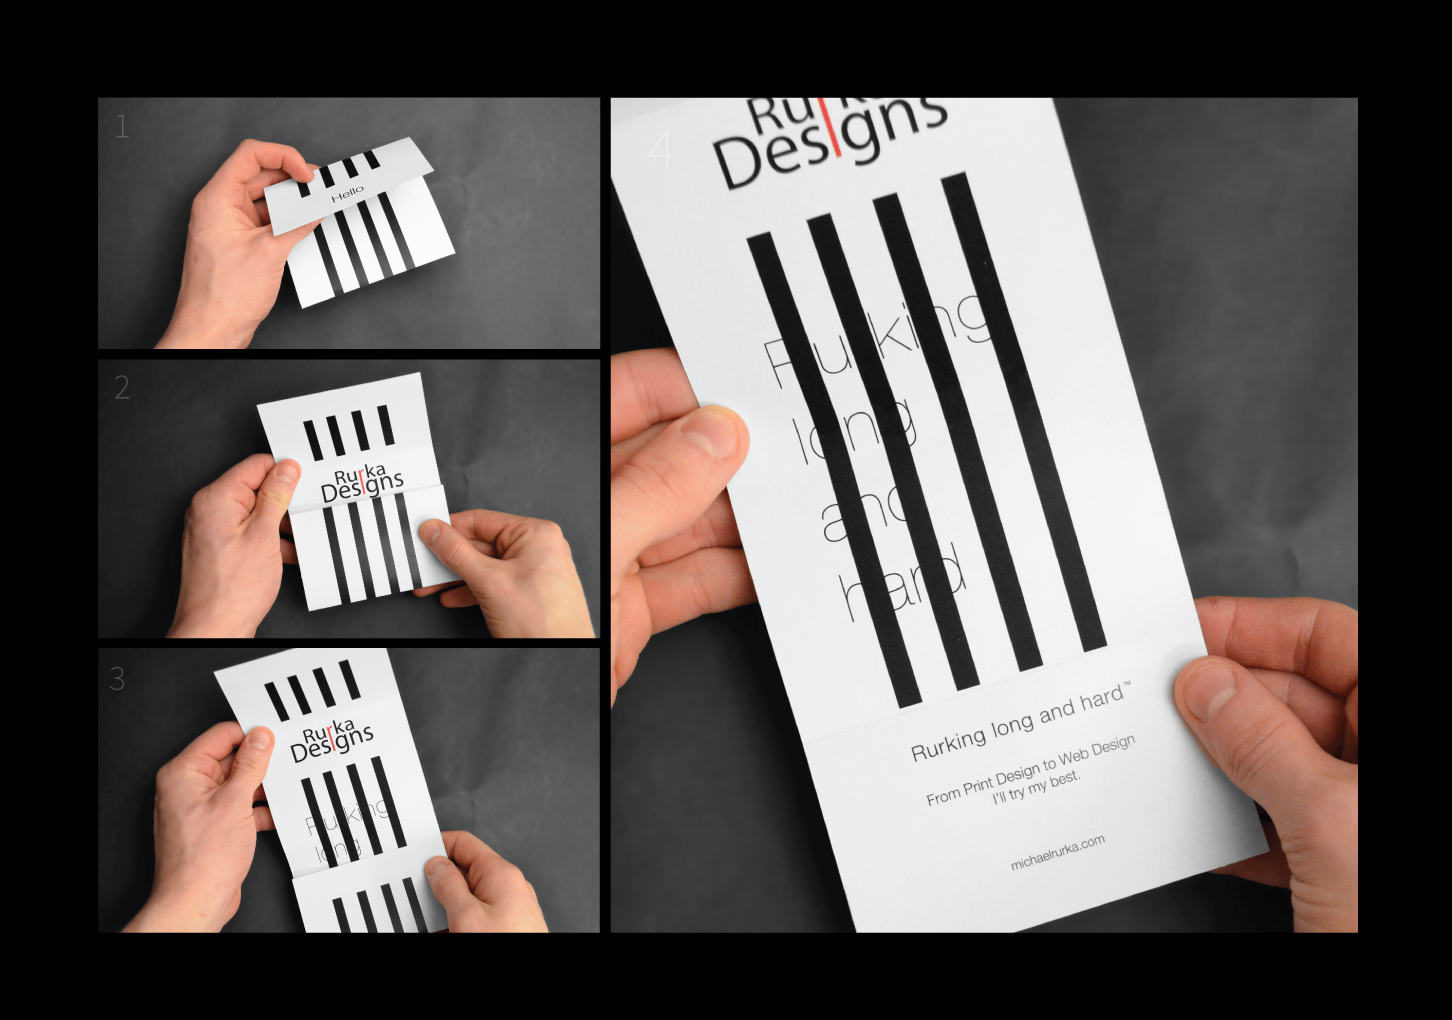 1
Hello
2
Rurka
Designs
3
Rurka
Designs
Rurking
long
4
Rurka
Designs
Rurking
long
and
hard
Rurking long and hard™
From Print Design to Web Design
I'll try my best.
michaelrurka.com